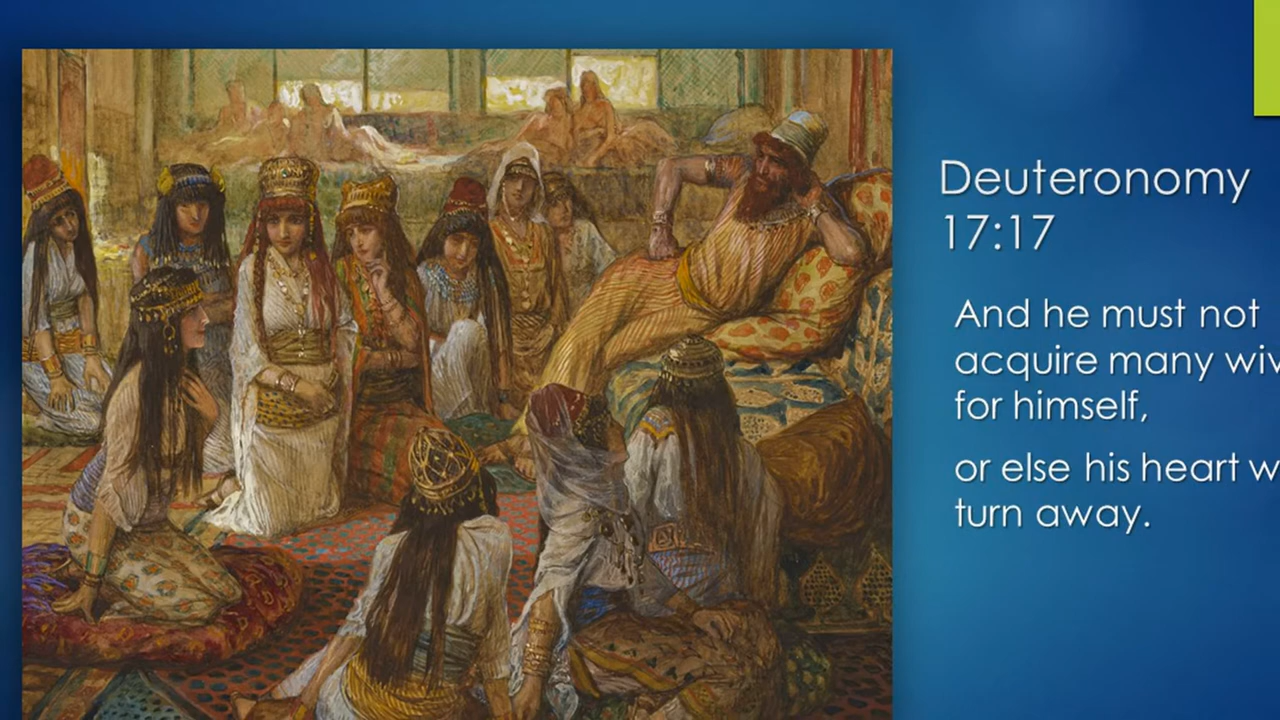 Deuteronomy
17:17
And he must not
acquire many
for himself,
or else his heart
turn away.